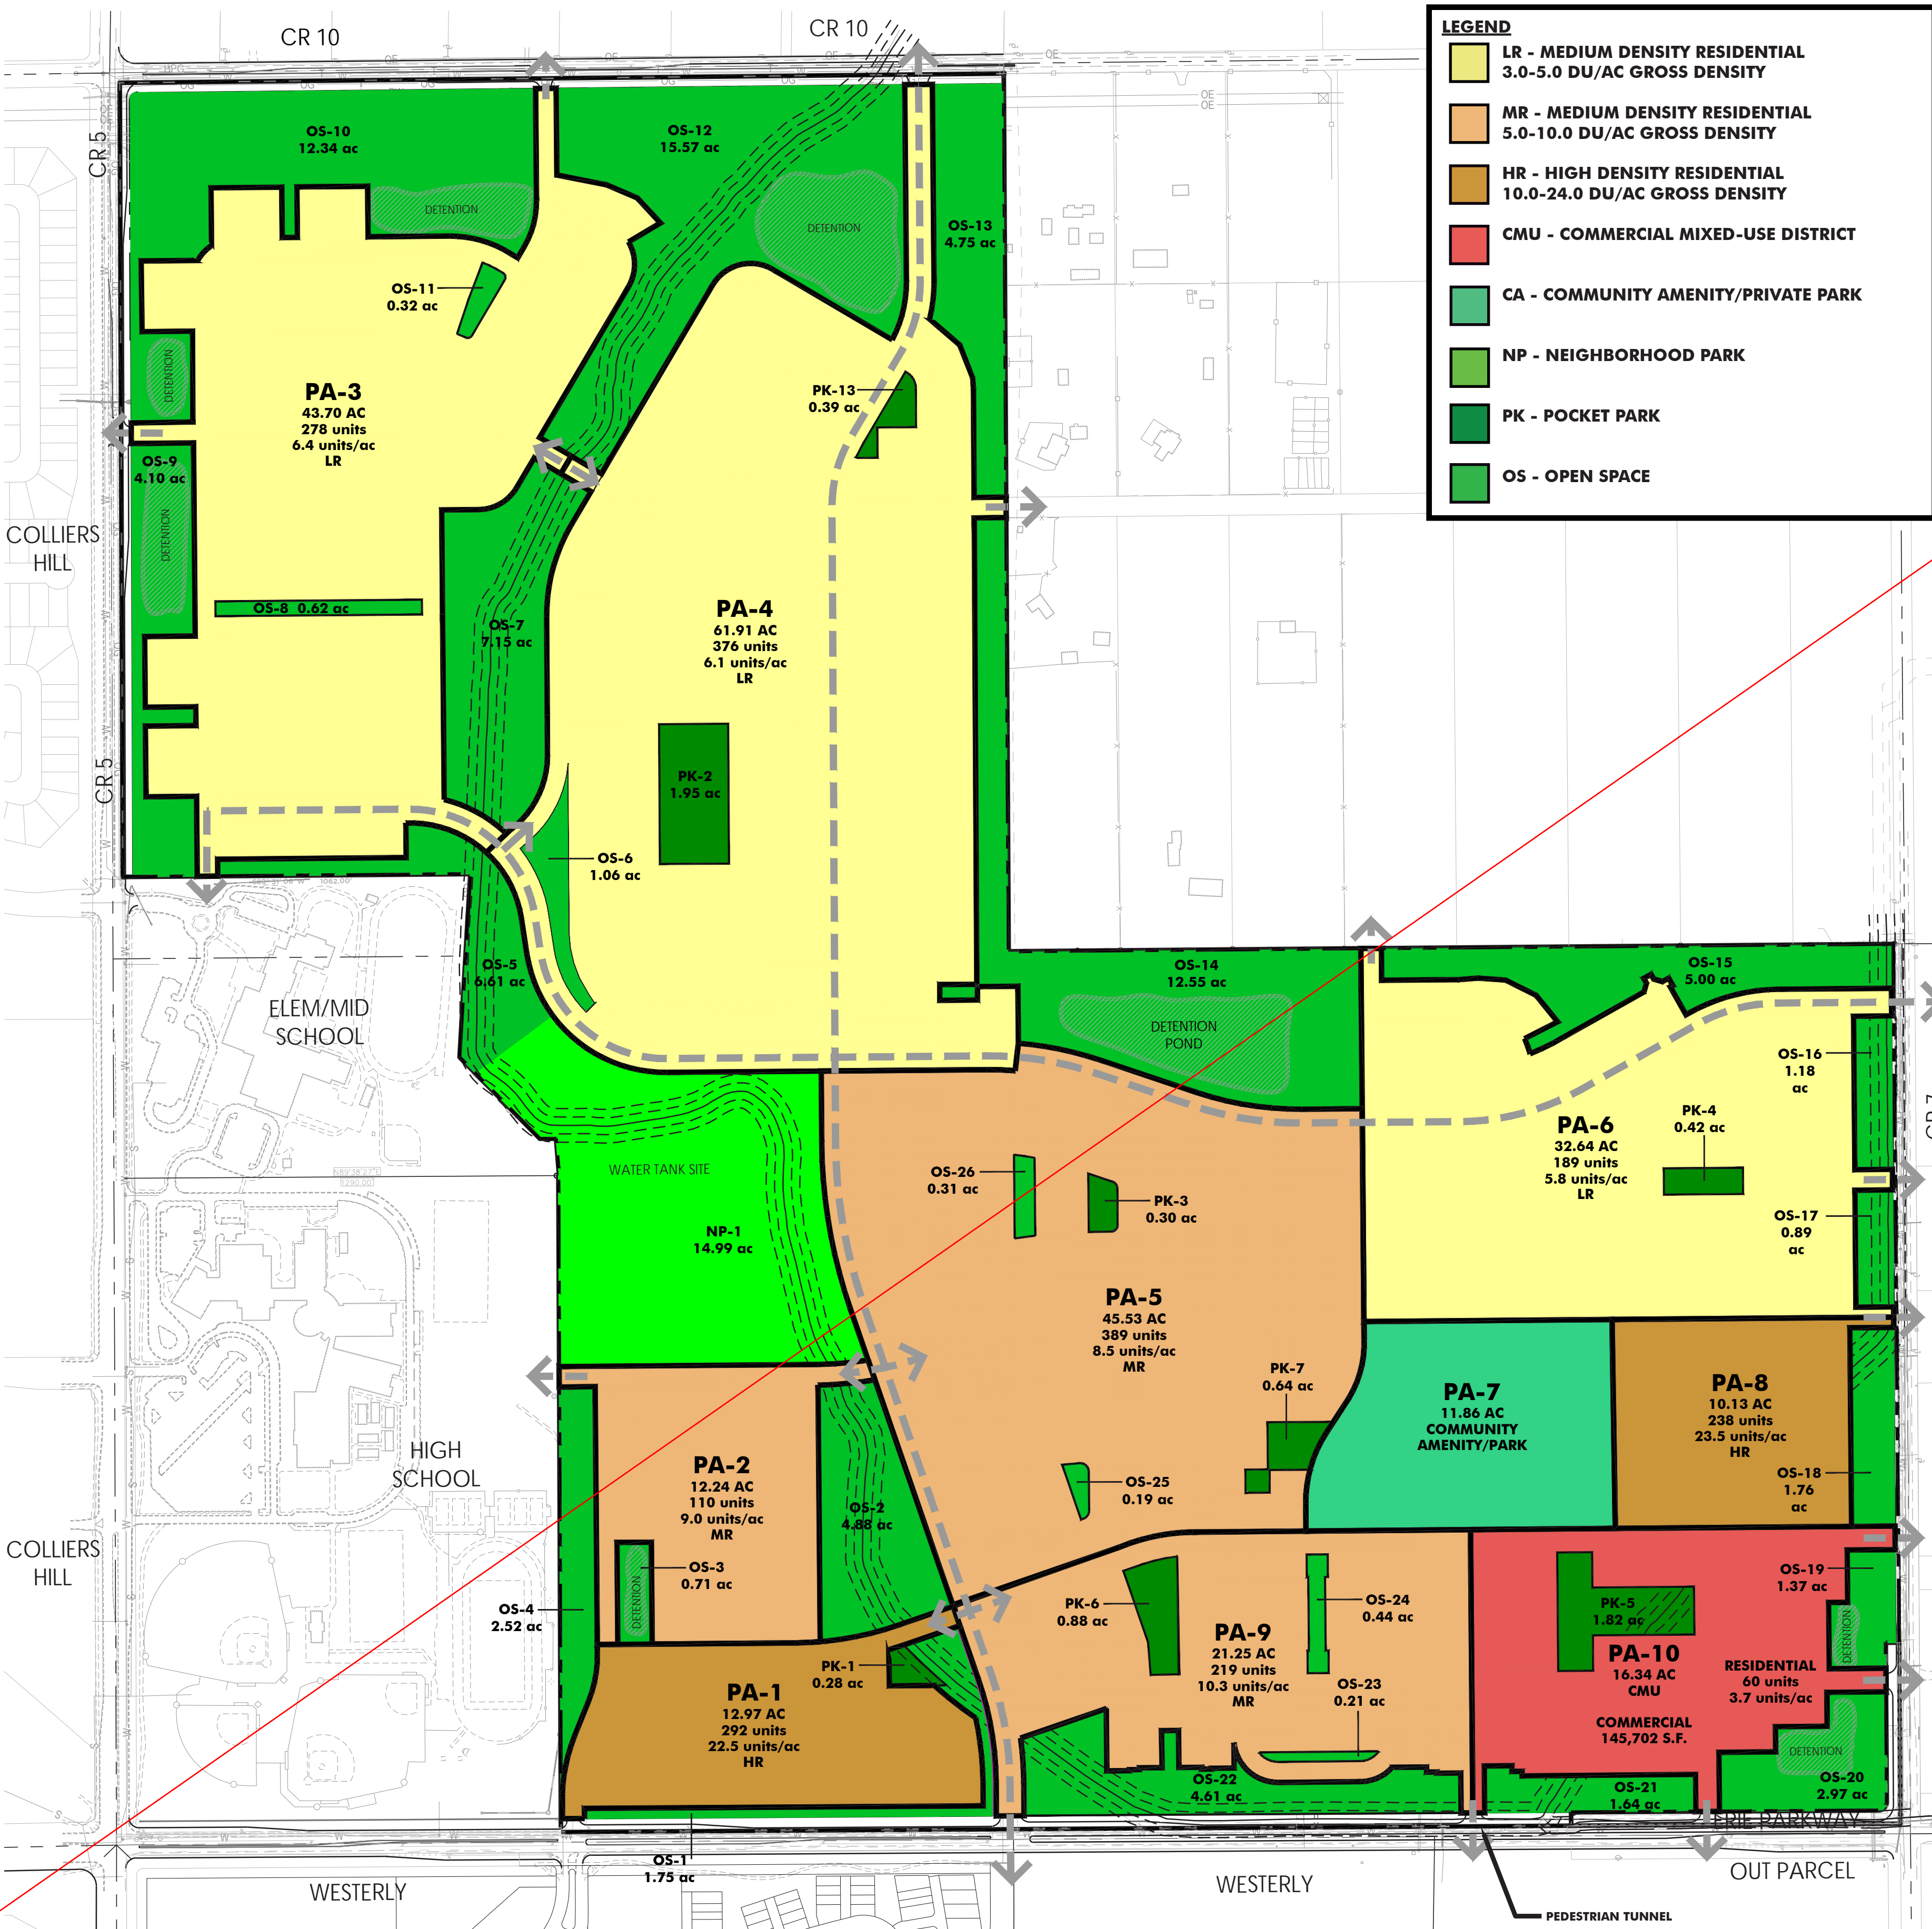 CR 10
CR 10
LEGEND
LR - MEDIUM DENSITY RESIDENTIAL
3.0-5.0 DU/AC GROSS DENSITY
MR - MEDIUM DENSITY RESIDENTIAL
5.0-10.0 DU/AC GROSS DENSITY
HR - HIGH DENSITY RESIDENTIAL
10.0-24.0 DU/AC GROSS DENSITY
CMU - COMMERCIAL MIXED-USE DISTRICT
CA - COMMUNITY AMENITY/PRIVATE PARK
NP - NEIGHBORHOOD PARK
PK - POCKET PARK
OS - OPEN SPACE
CR 5
OS-10
12.34 ac
OS-12
15.57 ac
DETENTION
DETENTION
OS-13
4.75 ac
OS-11
0.32 ac
DETENTION
PA-3
43.70 AC
278 units
6.4 units/ac
LR
PK-13
0.39 ac
OS-9
4.10 ac
DETENTION
COLLIERS
HILL
OS-8 0.62 ac
OS-7
7.15 ac
PA-4
61.91 AC
376 units
6.1 units/ac
LR
CR 5
PK-2
1.95 ac
OS-6
1.06 ac
OS-5
6.61 ac
ELEM/MID
SCHOOL
OS-14
12.55 ac
DETENTION
POND
OS-15
5.00 ac
OS-16
1.18
ac
PK-4
0.42 ac
PA-6
32.64 AC
189 units
5.8 units/ac
LR
OS-17
0.89
ac
N89°38'27"E
1290.00'
WATER TANK SITE
NP-1
14.99 ac
OS-26
0.31 ac
PK-3
0.30 ac
PA-5
45.53 AC
389 units
8.5 units/ac
MR
PK-7
0.64 ac
PA-7
11.86 AC
COMMUNITY
AMENITY/PARK
PA-8
10.13 AC
238 units
23.5 units/ac
HR
OS-18
1.76
ac
HIGH
SCHOOL
PA-2
12.24 AC
110 units
9.0 units/ac
MR
OS-2
4.88 ac
OS-25
0.19 ac
COLLIERS
HILL
OS-3
0.71 ac
DETENTION
OS-4
2.52 ac
PK-6
0.88 ac
OS-24
0.44 ac
PA-9
21.25 AC
219 units
10.3 units/ac
MR
OS-23
0.21 ac
PK-5
1.82 ac
OS-19
1.37 ac
DETENTION
PA-10
16.34 AC
CMU
RESIDENTIAL
60 units
3.7 units/ac
COMMERCIAL
145,702 S.F.
PK-1
0.28 ac
PA-1
12.97 AC
292 units
22.5 units/ac
HR
DETENTION
OS-22
4.61 ac
OS-21
1.64 ac
OS-20
2.97 ac
ERIE PARKWAY
OS-1
1.75 ac
WESTERLY
WESTERLY
OUT PARCEL
PEDESTRIAN TUNNEL